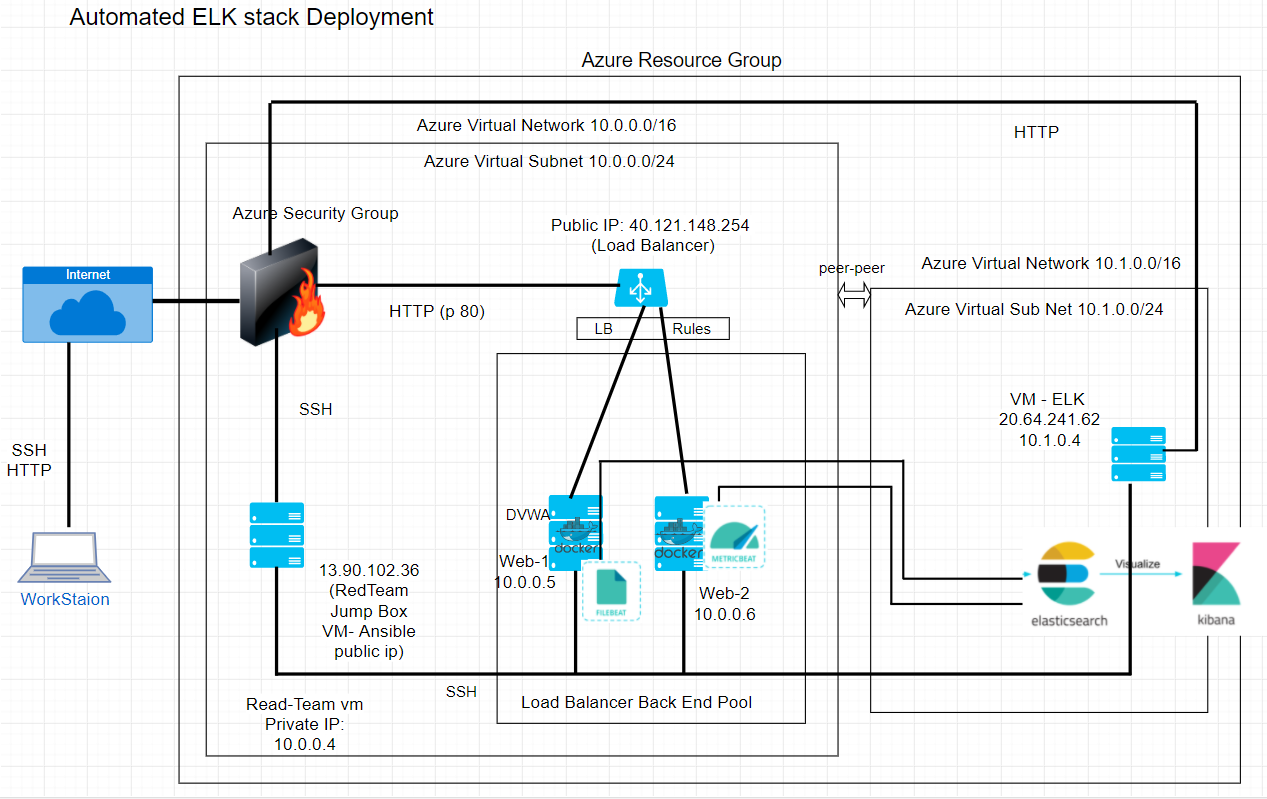 Automated ELK stack Deployment
Azure Resource Group
Azure Virtual Network 10.0.0.0/16
HTTP
Azure Virtual Subnet 10.0.0.0/24
Azure Security Group
Public IP: 40.121.148.254
(Load Balancer)
peer-peer
Azure Virtual Network 10.1.0.0/16
Internet
HTTP (p 80)
LB
Rules
Azure Virtual Sub Net 10.1.0.0/24
SSH
VM - ELK
20.64.241.62
10.1.0.4
SSH
HTTP
DVWA
docker
docker
METRICBEAT
Web-1
10.0.0.5
FILEBEAT
Web-2
10.0.0.6
Visualize
elasticsearch
kibana
WorkStaion
13.90.102.36
(RedTeam
Jump Box
VM- Ansible
public ip)
SSH
Load Balancer Back End Pool
Read-Team vm
Private IP:
10.0.0.4